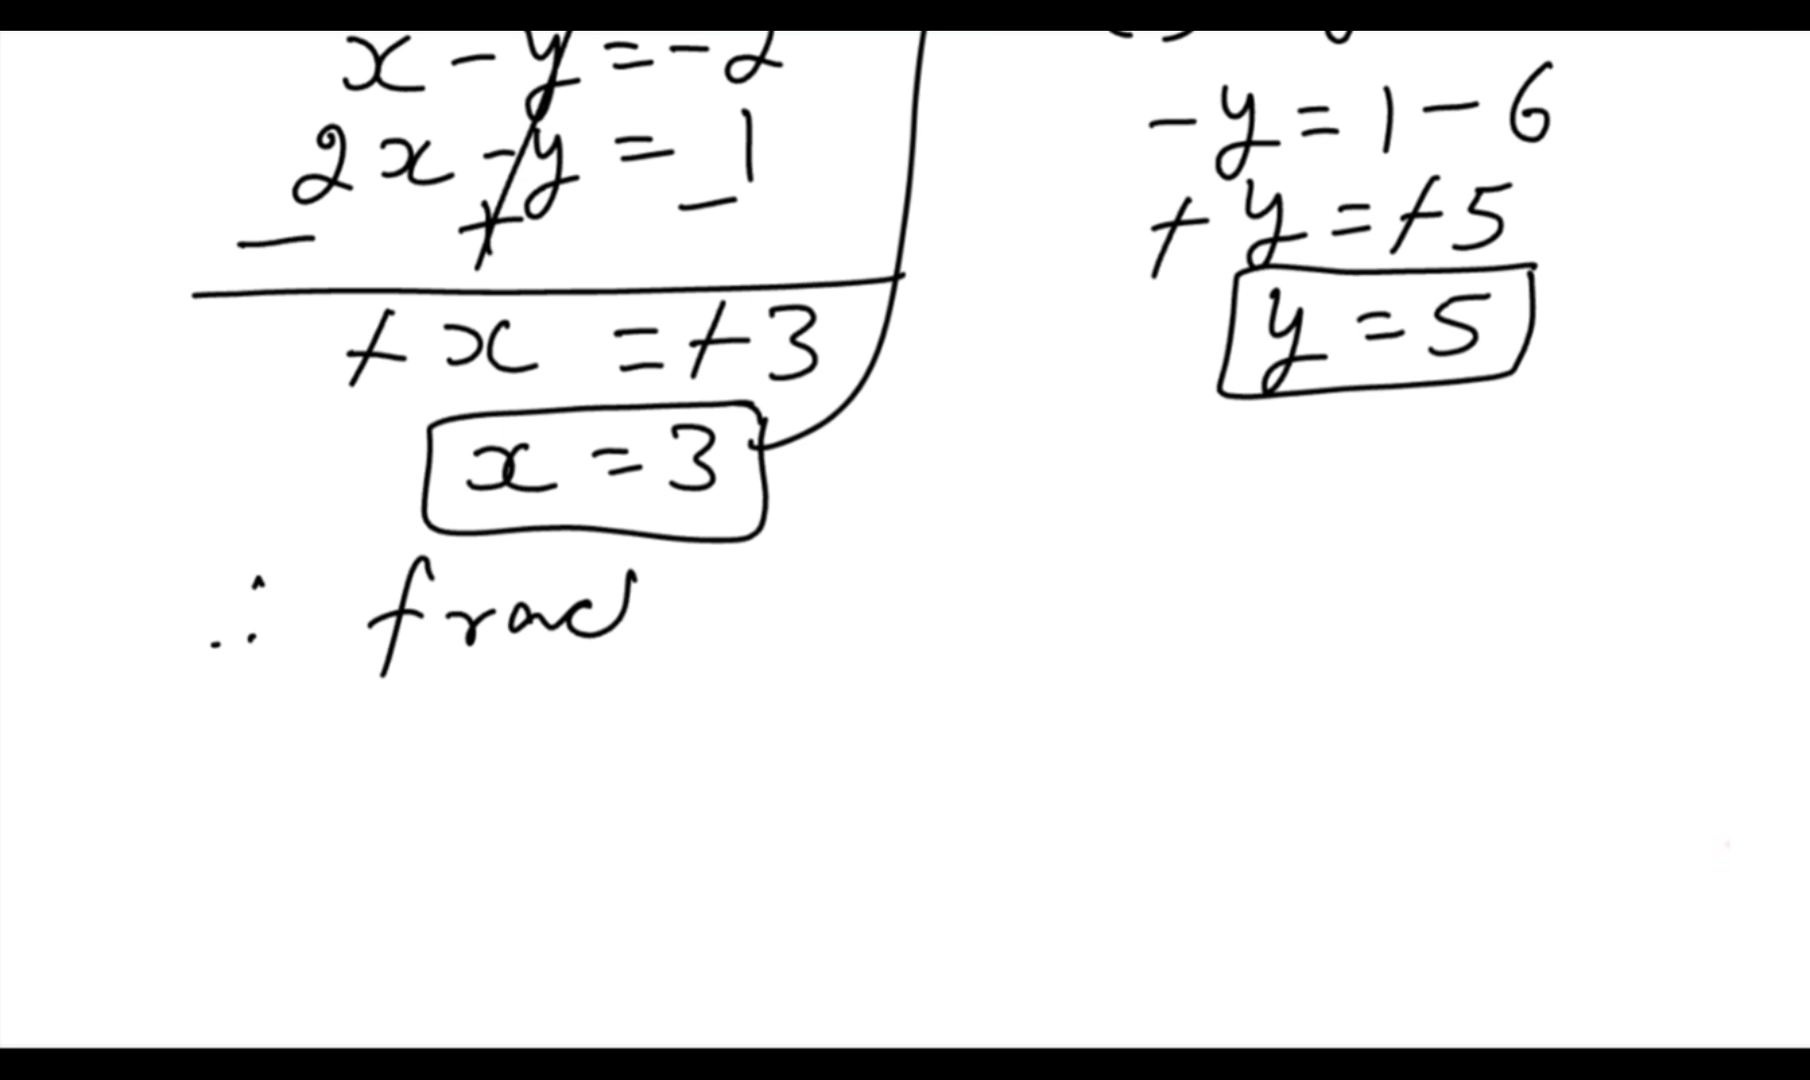 x - y = -2
2x - y = 1
- + -
+ x = + 3
x = 3
∴ frac
- y = 1 - 6
+ y = + 5
y = 5